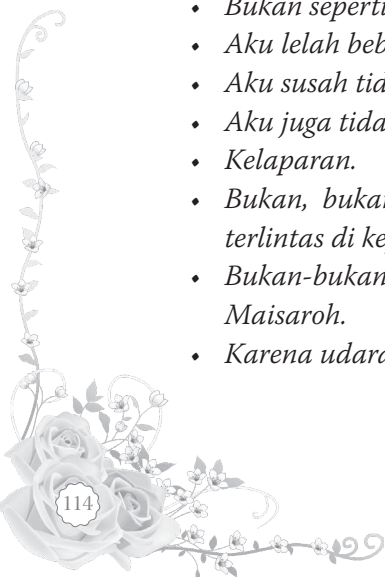 • Bukan seperti
• Aku lelah beb
• Aku susah tid
• Aku juga tida
• Kelaparan.
• Bukan, bukan
terlintas di ke
• Bukan-bukan
Maisaroh.
• Karena udara
114